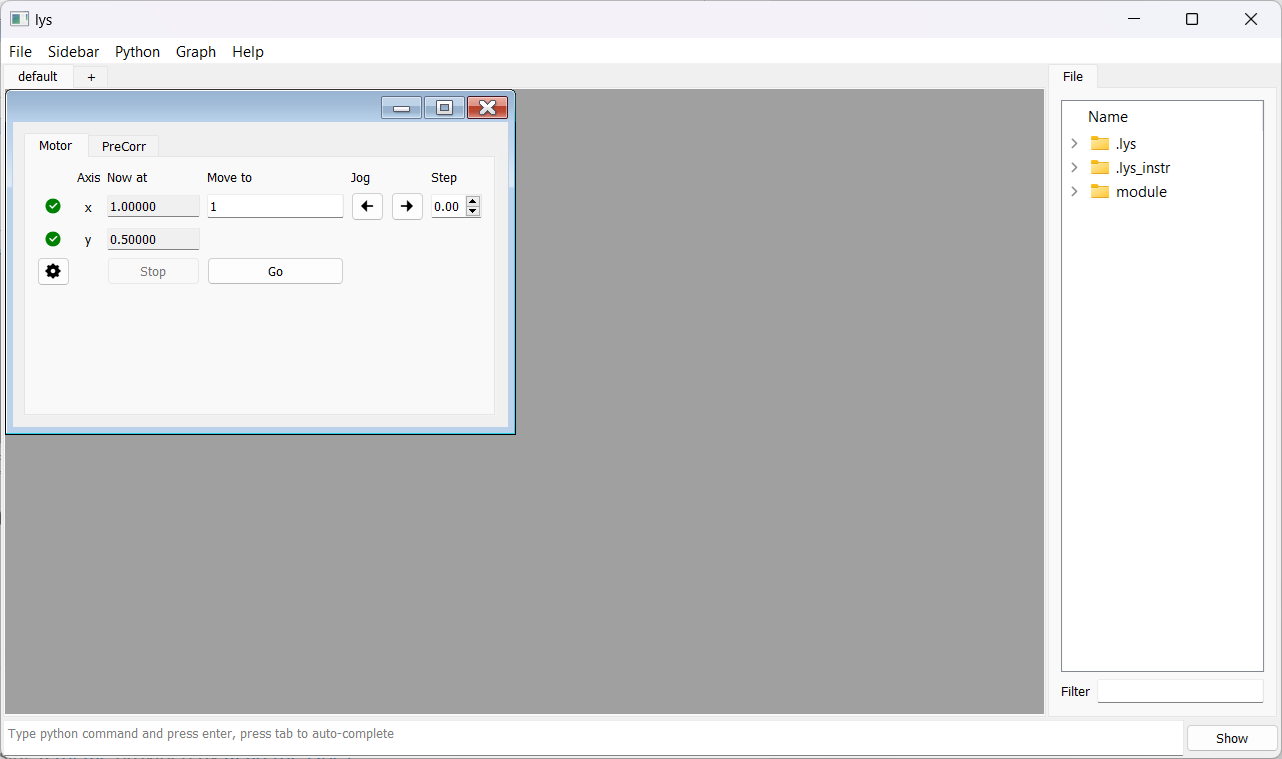 lys
File Sidebar Python Graph Help
default +
File
Name
.lys
.lys_instr
module
Motor PreCorr
Axis Now at Move to Jog Step
x 1.00000 1 0.00
y 0.50000
Stop Go
Filter
Type python command and press enter, press tab to auto-complete
Show